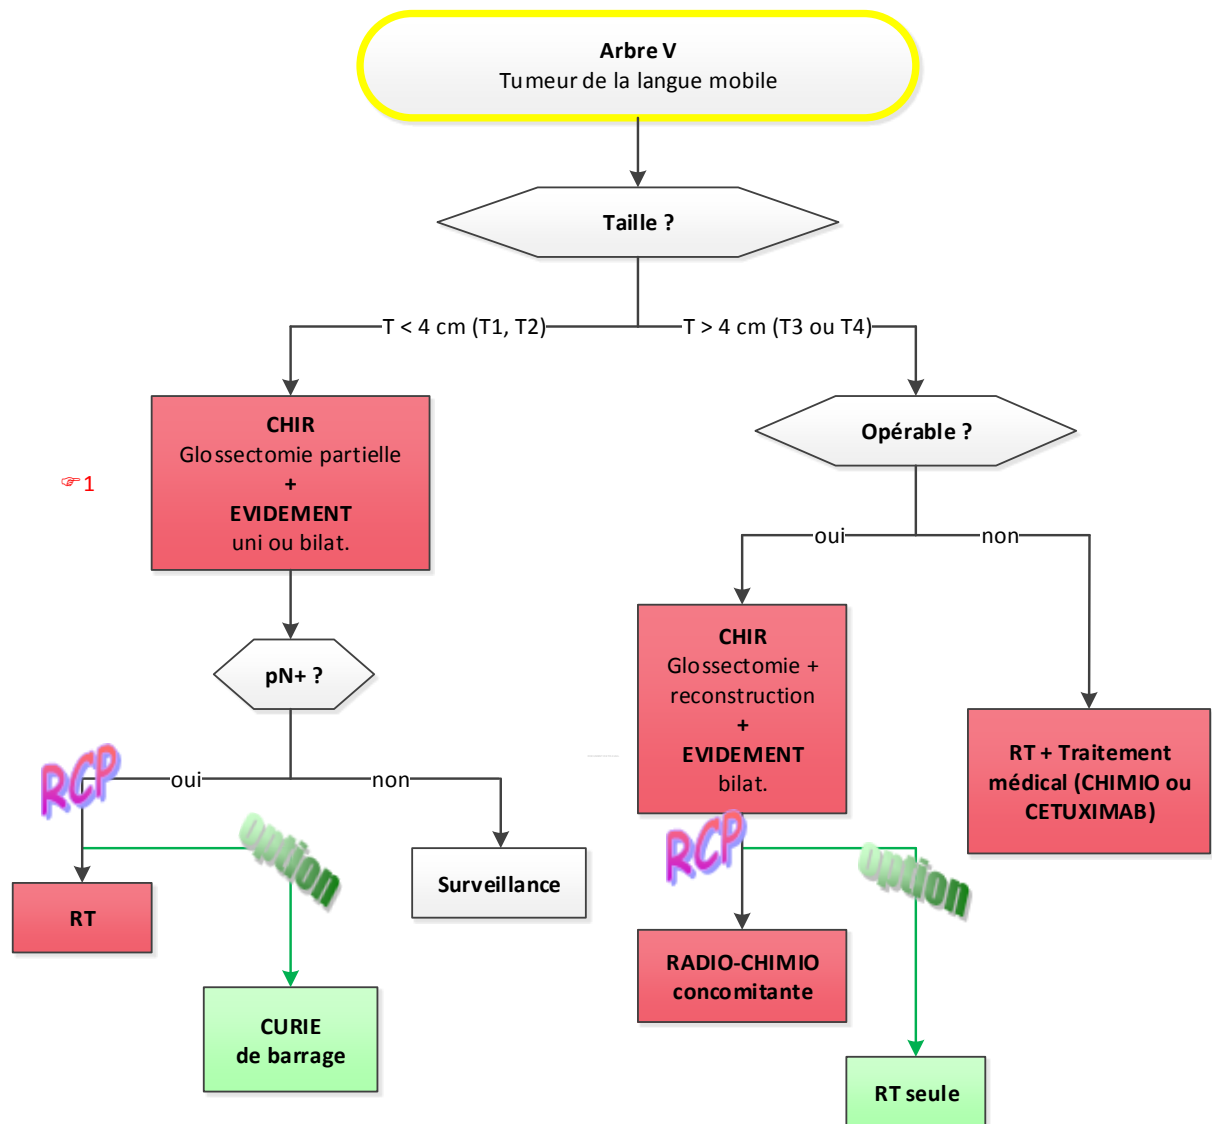 Arbre V
Tumeur de la langue mobile
Taille ?
T < 4 cm (T1, T2)
T > 4 cm (T3 ou T4)
CHIR
Glossectomie partielle
+
EVIDEMENT
uni ou bilat.
☞1
Opérable ?
oui
non
CHIR
Glossectomie +
reconstruction
+
EVIDEMENT
bilat.
pN+ ?
RT + Traitement
médical (CHIMIO ou
CETUXIMAB)
RCP
oui
non
option
RCP
option
Surveillance
RT
RADIO-CHIMIO
concomitante
CURIE
de barrage
RT seule